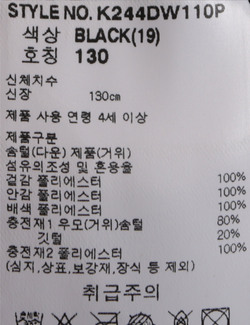 STYLE NO. K244DW110P
색상 BLACK(19)
호칭 130
신체치수
신장 130㎝
제품 사용 연령 4세 이상
제품구분
솜털(다운) 제품(거위)
섬유의조성 및 혼용율
겉감 폴리에스터 100%
안감 폴리에스터 100%
배색 폴리에스터 100%
충전재1 우모(거위)솜털 80%
깃털 20%
충전재2 폴리에스터 100%
(심지,상표,보강재,장식 등 제외)
취급주의